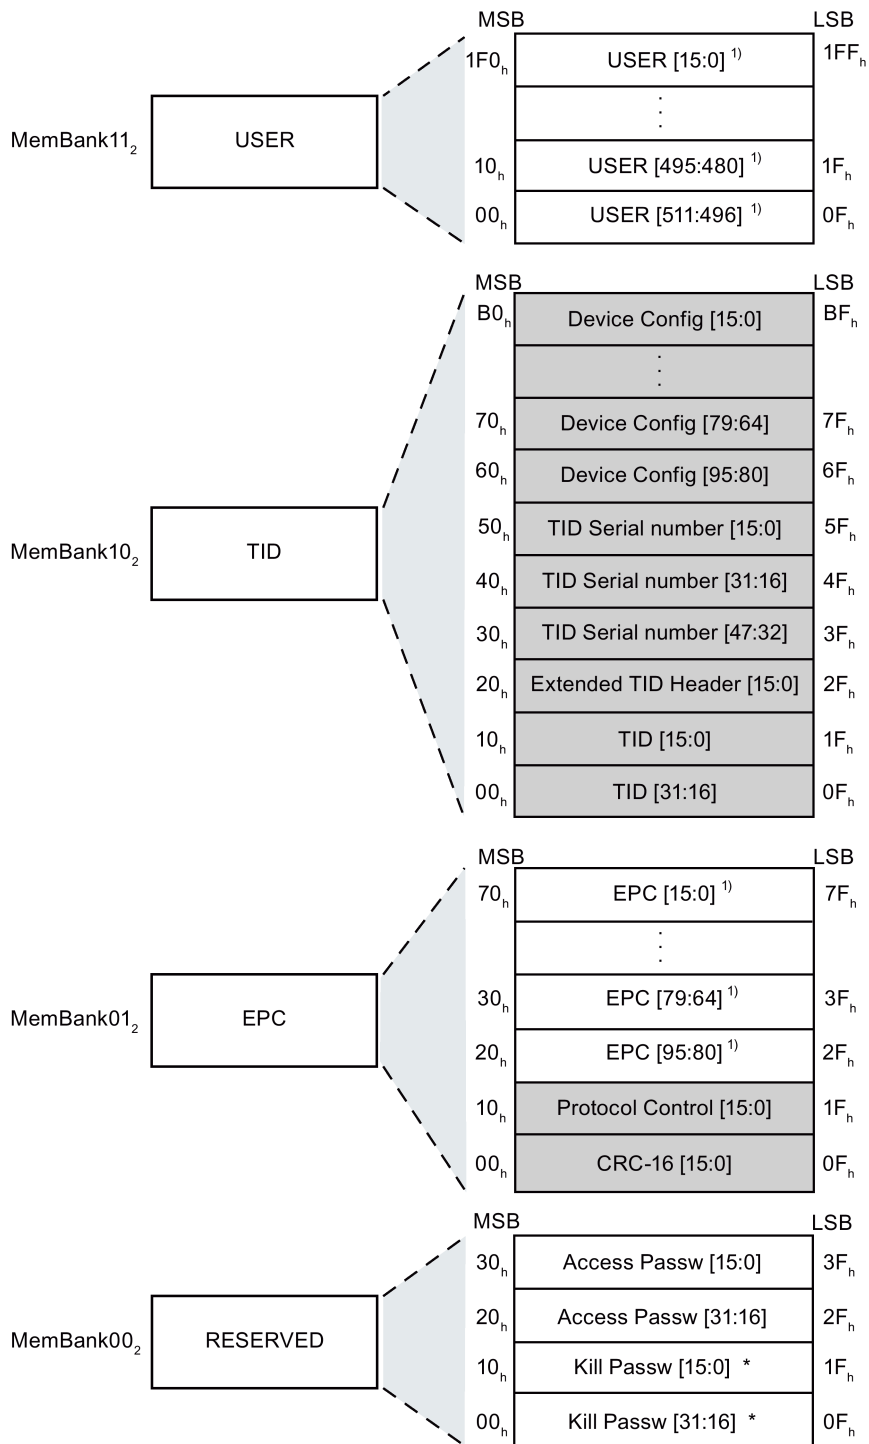 MSB LSB
1F0h USER [15:0] 1) 1FFh
⋮
MemBank112 USER
10h USER [495:480] 1) 1Fh
00h USER [511:496] 1) 0Fh
MSB LSB
B0h Device Config [15:0] BFh
⋮
70h Device Config [79:64] 7Fh
60h Device Config [95:80] 6Fh
50h TID Serial number [15:0] 5Fh
MemBank102 TID
40h TID Serial number [31:16] 4Fh
30h TID Serial number [47:32] 3Fh
20h Extended TID Header [15:0] 2Fh
10h TID [15:0] 1Fh
00h TID [31:16] 0Fh
MSB LSB
70h EPC [15:0] 1) 7Fh
⋮
30h EPC [79:64] 1) 3Fh
MemBank012 EPC
20h EPC [95:80] 1) 2Fh
10h Protocol Control [15:0] 1Fh
00h CRC-16 [15:0] 0Fh
MSB LSB
30h Access Passw [15:0] 3Fh
20h Access Passw [31:16] 2Fh
MemBank002 RESERVED
10h Kill Passw [15:0] * 1Fh
00h Kill Passw [31:16] * 0Fh